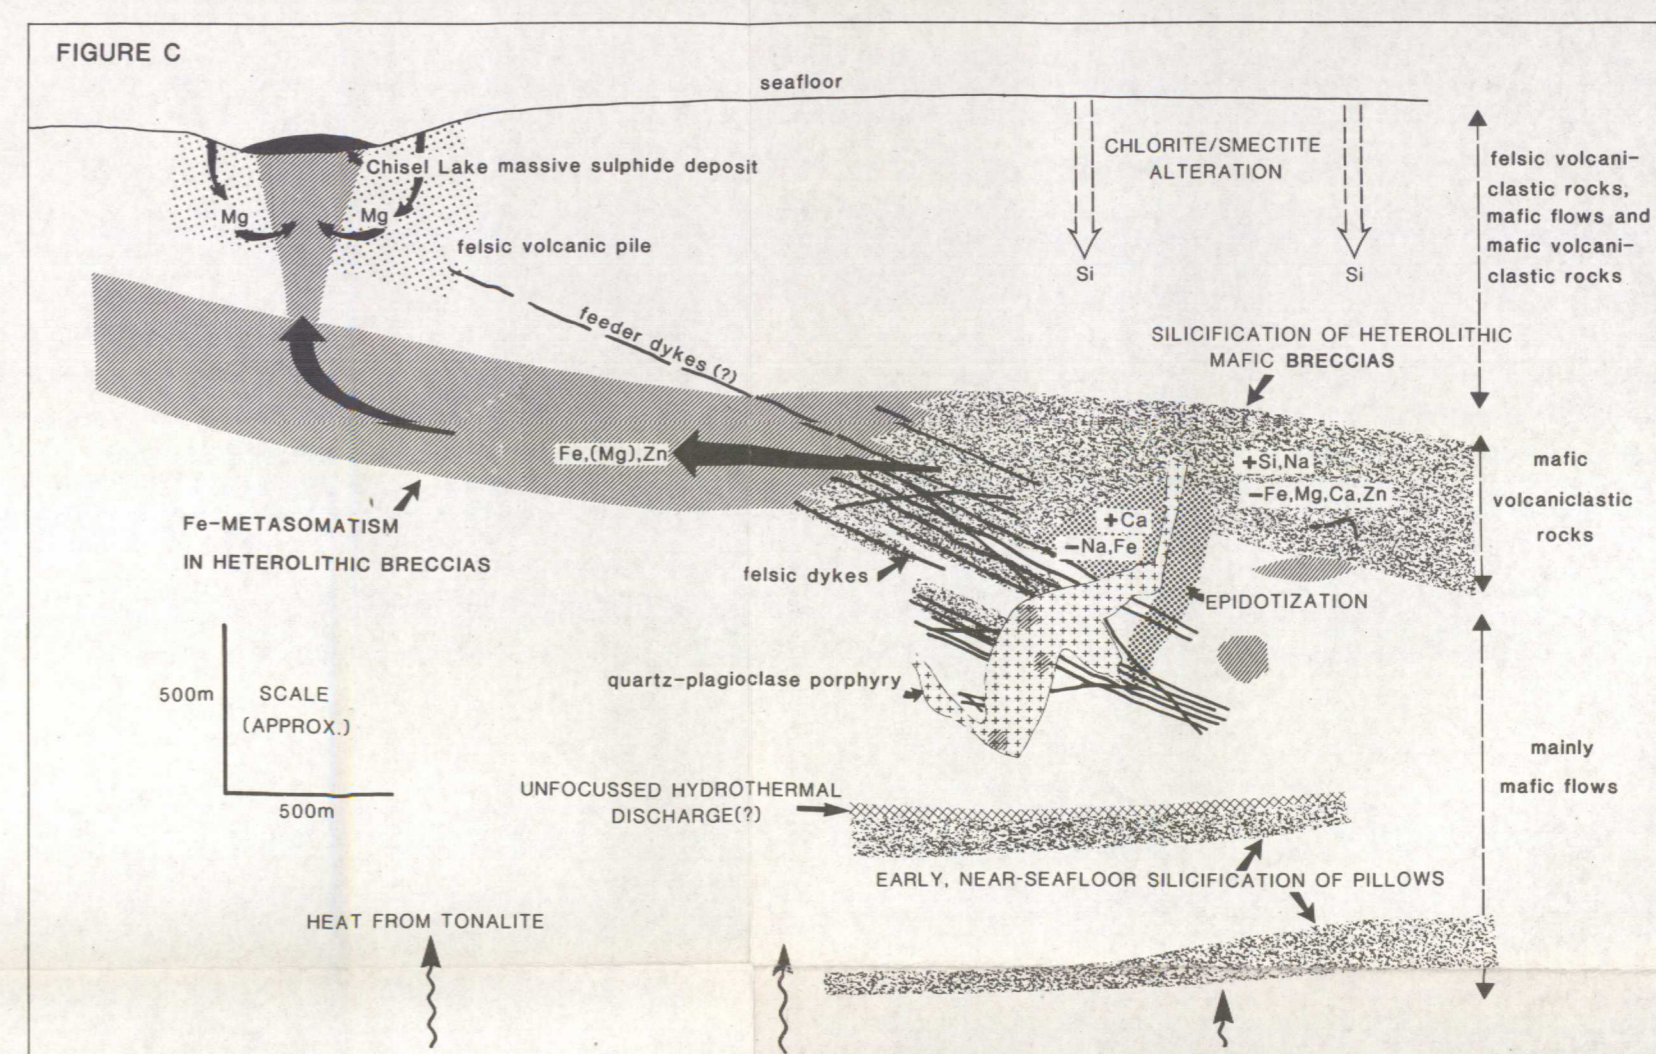 FIGURE C
seafloor
Chisel Lake massive sulphide deposit
Mg
Mg
felsic volcanic pile
feeder dykes (?)
CHLORITE/SMECTITE
ALTERATION
Si
Si
felsic volcani-
clastic rocks,
mafic flows and
mafic volcani-
clastic rocks
SILICIFICATION OF HETEROLITHIC
MAFIC BRECCIAS
Fe,(Mg),Zn
+Si,Na
-Fe,Mg,Ca,Zn
+Ca
-Na,Fe
mafic
volcaniclastic
rocks
Fe-METASOMATISM
IN HETEROLITHIC BRECCIAS
felsic dykes
EPIDOTIZATION
500m
SCALE
(APPROX.)
500m
quartz-plagioclase porphyry
mainly
mafic flows
UNFOCUSSED HYDROTHERMAL
DISCHARGE(?)
EARLY, NEAR-SEAFLOOR SILICIFICATION OF PILLOWS
HEAT FROM TONALITE